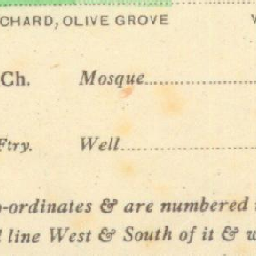 CHARD, OLIVE GROVE
Ch. Mosque
Ftry. Well
o-ordinates & are numbered
line West & South of it & w